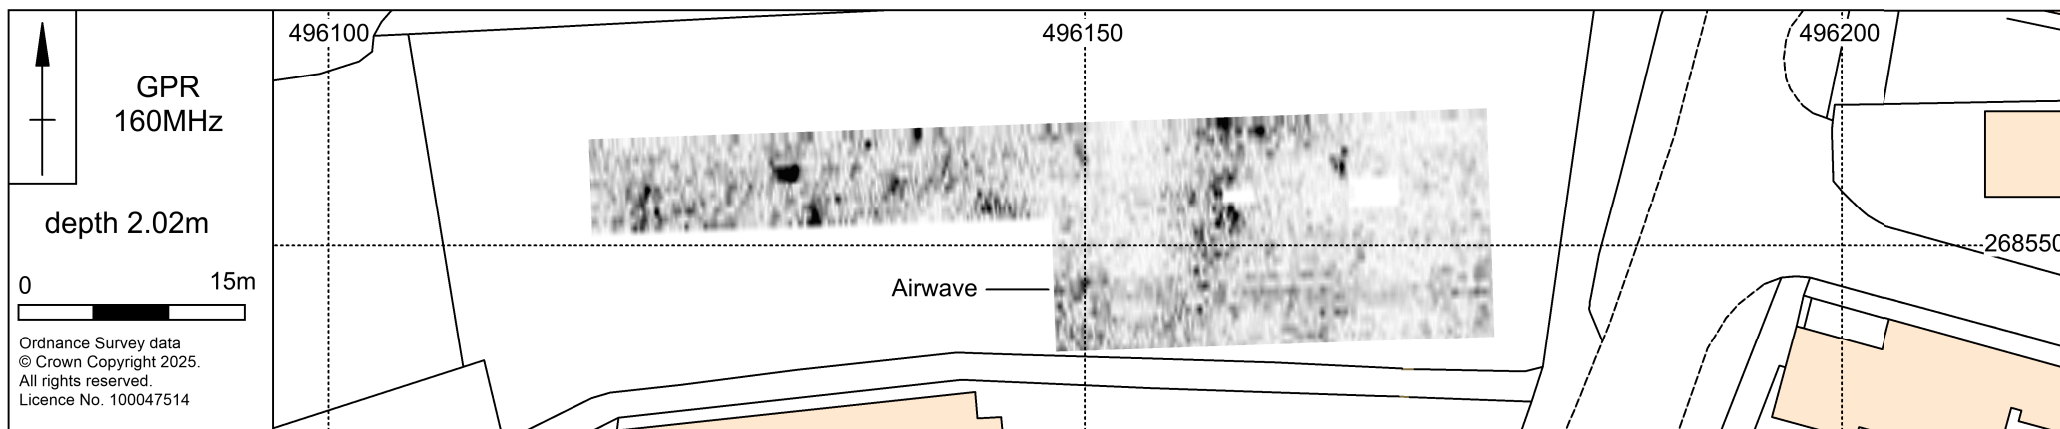 496100
496150
496200
GPR
160MHz
depth 2.02m
268550
0
15m
Airwave
Ordnance Survey data
© Crown Copyright 2025.
All rights reserved.
Licence No. 100047514